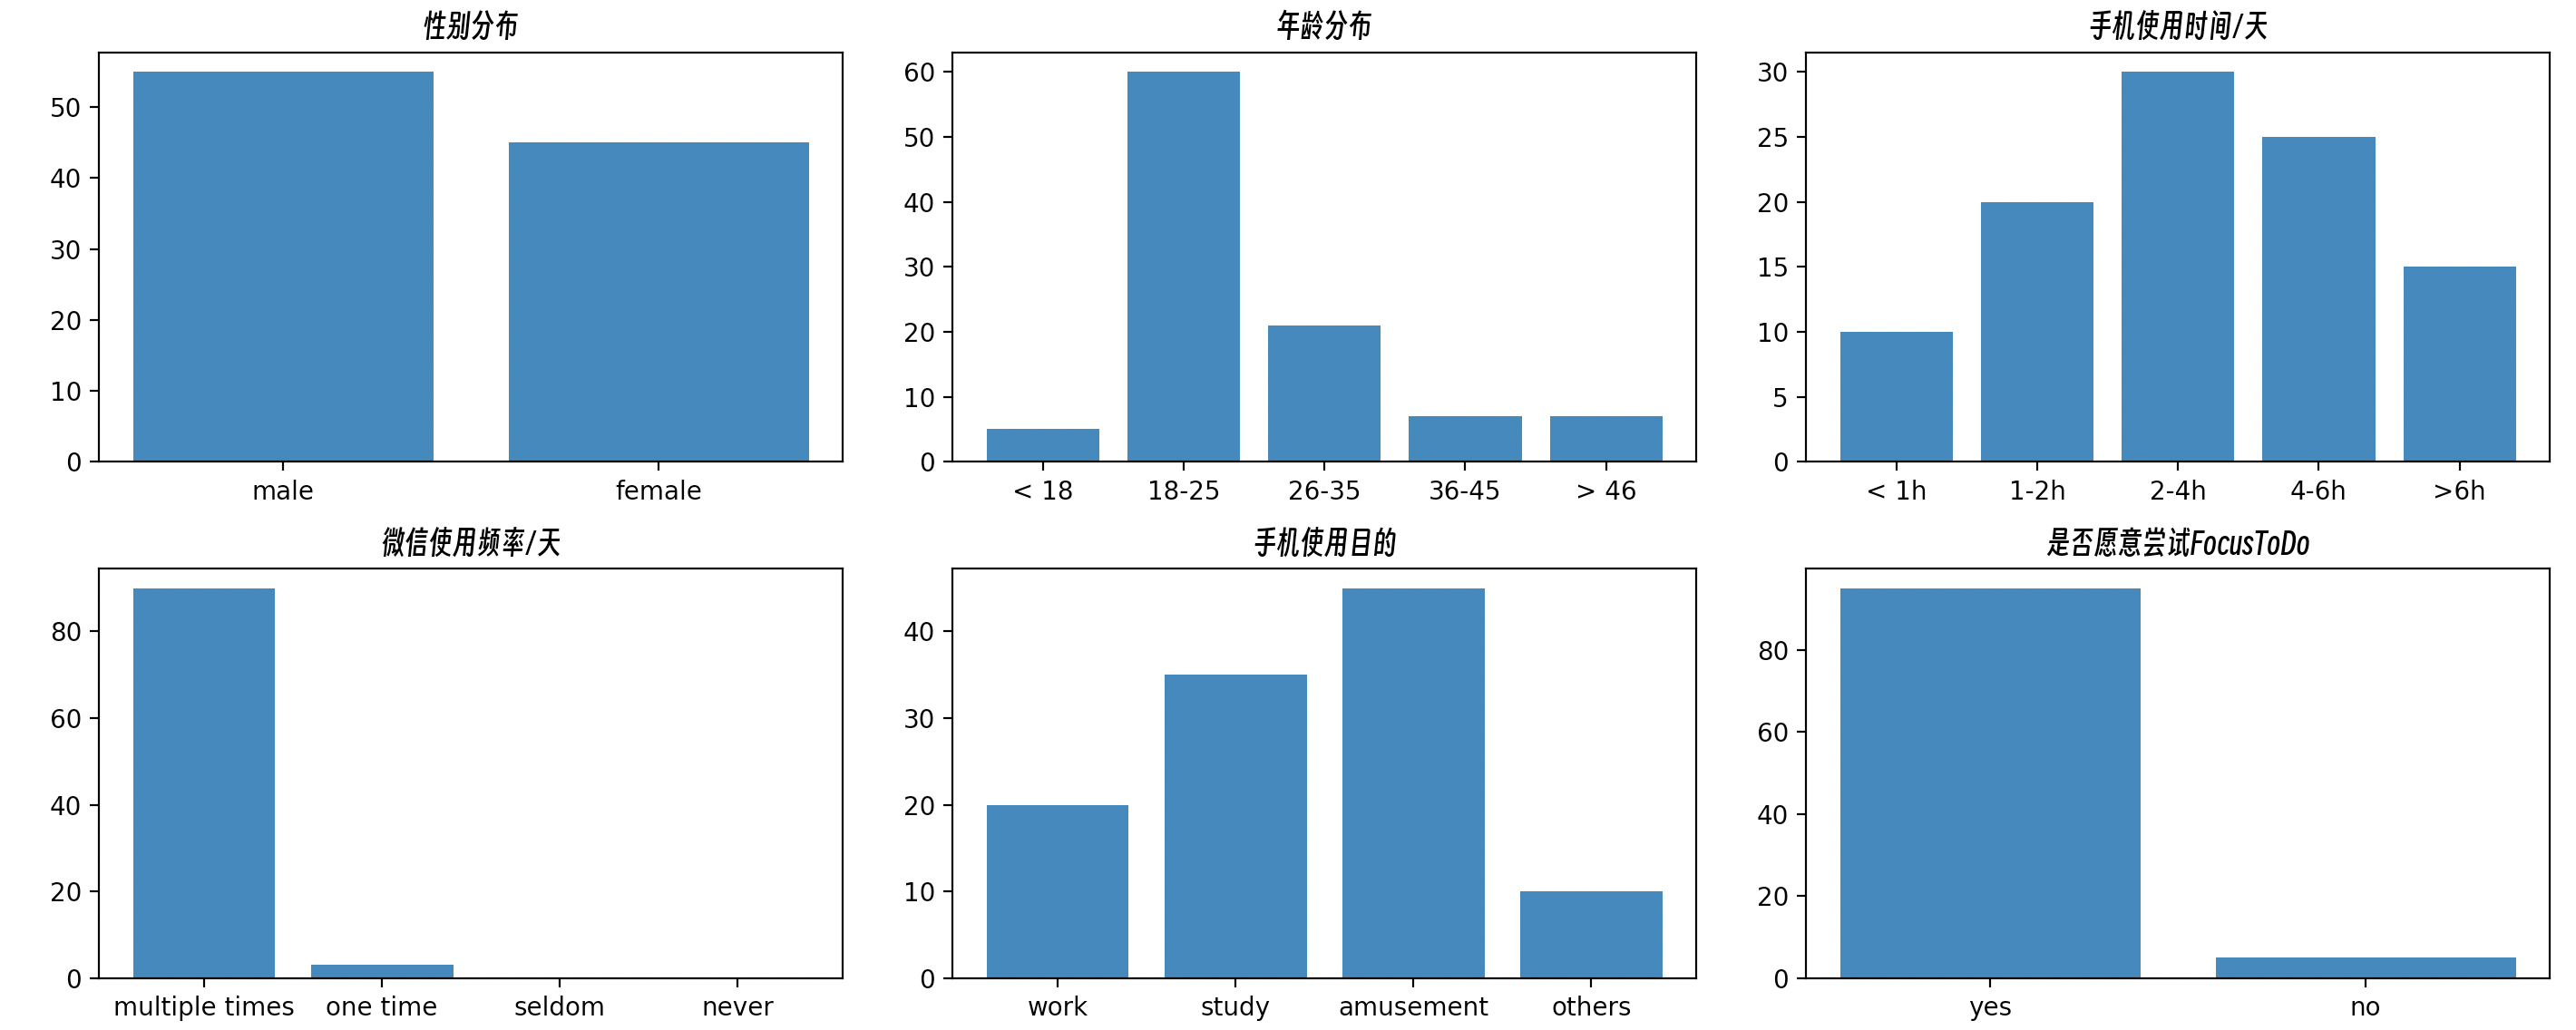 性别分布
50
40
30
20
10
0
male female
年龄分布
60
50
40
30
20
10
0
< 18 18-25 26-35 36-45 > 46
手机使用时间/天
30
25
20
15
10
5
0
< 1h 1-2h 2-4h 4-6h >6h
微信使用频率/天
80
60
40
20
0
multiple times one time seldom never
手机使用目的
40
30
20
10
0
work study amusement others
是否愿意尝试FocusToDo
80
60
40
20
0
yes no